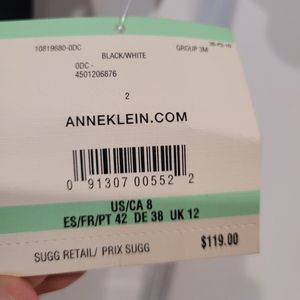 10819680-0DC
BLACK/WHITE
GROUP 3M
0DC -
4501206876
2
ANNEKLEIN.COM
0 91307 00552 2
US/CA 8
ES/FR/PT 42 DE 38 UK 12
SUGG RETAIL/ PRIX SUGG $119.00